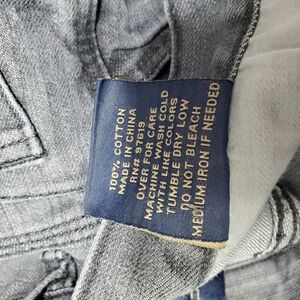 100% COTTON
MADE IN CHINA
RN# 97619
OVER FOR CARE
MACHINE WASH COLD
WITH LIKE COLORS
TUMBLE DRY LOW
DO NOT BLEACH
MEDIUM IRON IF NEEDED